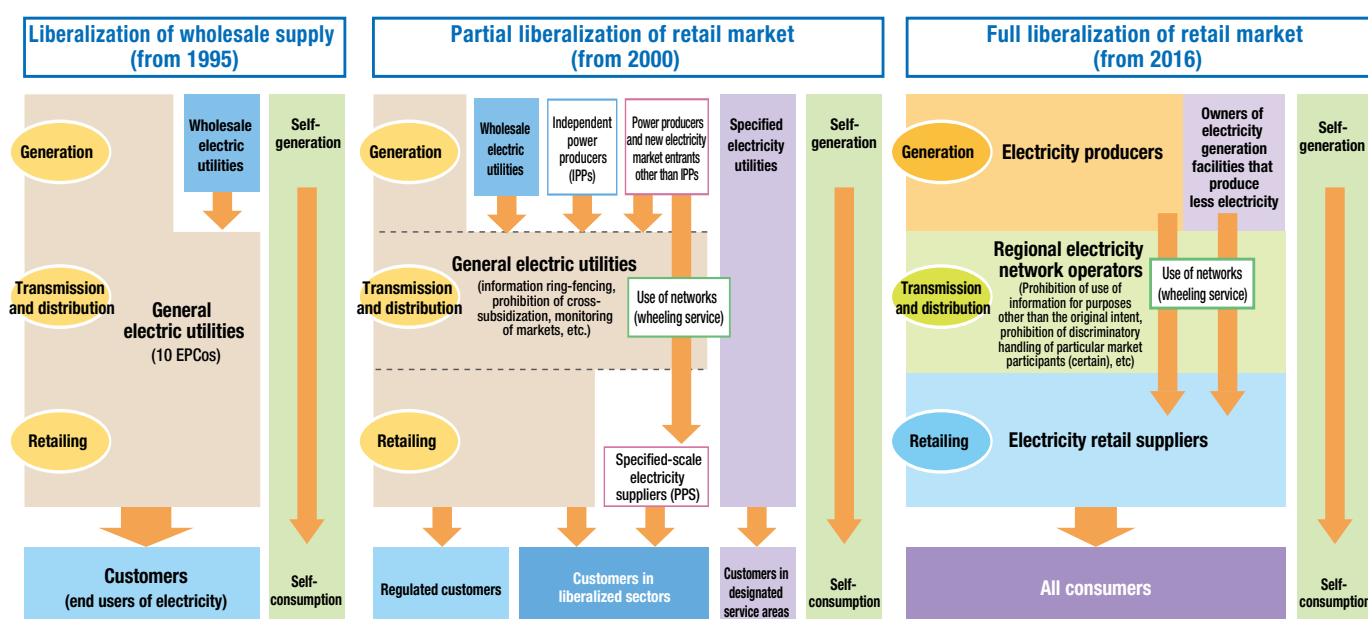 Liberalization of wholesale supply
(from 1995)
Generation
Wholesale
electric
utilities
Self-
generation
Transmission
and distribution
General
electric utilities
(10 EPCos)
Retailing
Customers
(end users of electricity)
Self-
consumption
Partial liberalization of retail market
(from 2000)
Generation
Wholesale
electric
utilities
Independent
power
producers
(IPPs)
Power producers
and new electricity
market entrants
other than IPPs
Specified
electricity
utilities
Self-
generation
Transmission
and distribution
General electric utilities
(information ring-fencing,
prohibition of cross-
subsidization, monitoring
of markets, etc.)
Use of networks
(wheeling service)
Retailing
Specified-scale
electricity
suppliers (PPS)
Regulated customers
Customers in
liberalized sectors
Customers in
designated
service areas
Self-
consumption
Full liberalization of retail market
(from 2016)
Generation
Electricity producers
Owners of
electricity
generation
facilities that
produce
less electricity
Self-
generation
Transmission
and distribution
Regional electricity
network operators
(Prohibition of use of
information for purposes
other than the original intent,
prohibition of discriminatory
handling of particular market
participants (certain), etc)
Use of networks
(wheeling service)
Retailing
Electricity retail suppliers
All consumers
Self-
consumption